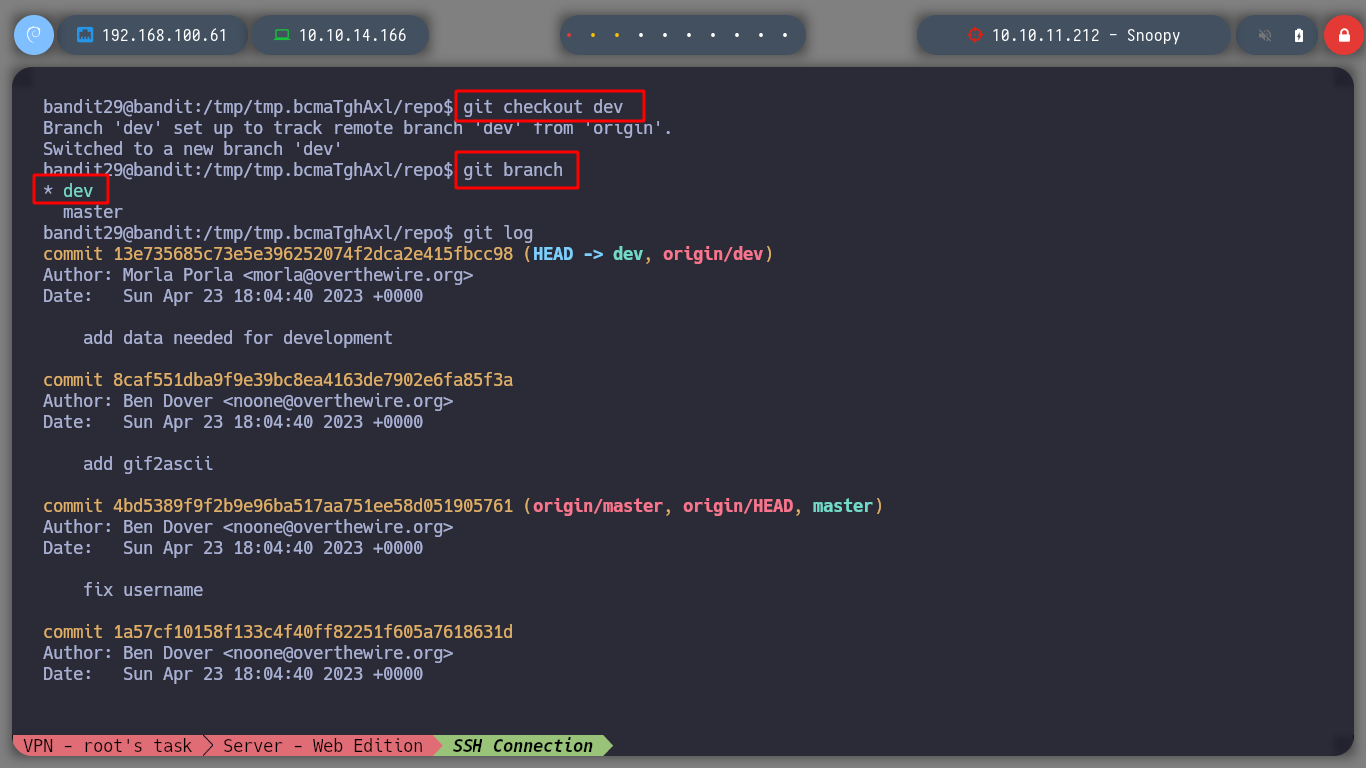 192.168.100.61 10.10.14.166 10.10.11.212 - Snoopy
bandit29@bandit:/tmp/tmp.bcmaTghAxl/repo$ git checkout dev
Branch 'dev' set up to track remote branch 'dev' from 'origin'.
Switched to a new branch 'dev'
bandit29@bandit:/tmp/tmp.bcmaTghAxl/repo$ git branch
* dev
  master
bandit29@bandit:/tmp/tmp.bcmaTghAxl/repo$ git log
commit 13e735685c73e5e396252074f2dca2e415fbcc98 (HEAD -> dev, origin/dev)
Author: Morla Porla <morla@overthewire.org>
Date:   Sun Apr 23 18:04:40 2023 +0000
    add data needed for development
commit 8caf551dba9f9e39bc8ea4163de7902e6fa85f3a
Author: Ben Dover <noone@overthewire.org>
Date:   Sun Apr 23 18:04:40 2023 +0000
    add gif2ascii
commit 4bd5389f9f2b9e96ba517aa751ee58d051905761 (origin/master, origin/HEAD, master)
Author: Ben Dover <noone@overthewire.org>
Date:   Sun Apr 23 18:04:40 2023 +0000
    fix username
commit 1a57cf10158f133c4f40ff82251f605a7618631d
Author: Ben Dover <noone@overthewire.org>
Date:   Sun Apr 23 18:04:40 2023 +0000
VPN - root's task Server - Web Edition SSH Connection